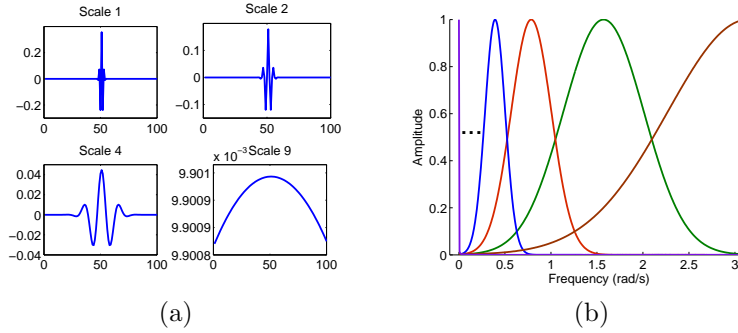 Scale 1
0.4
0.2
0
−0.2
0 50 100
Scale 2
0.1
0
−0.1
0 50 100
Scale 4
0.04
0.02
0
−0.02
−0.04
0 50 100
x 10⁻³ Scale 9
9.901
9.9009
9.9009
9.9008
0 50 100
(a)
Amplitude
1
0.8
0.6
0.4
0.2
0
0 0.5 1 1.5 2 2.5 3
Frequency (rad/s)
(b)